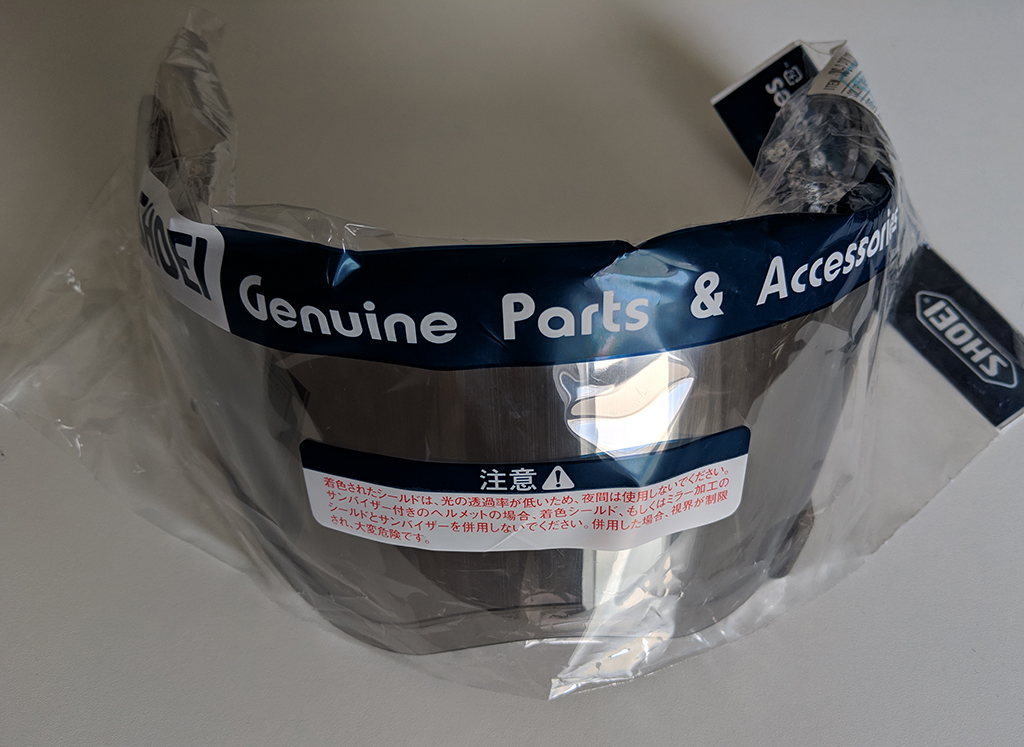 SHOEI
Genuine Parts & Accessories
SHOEI
注意
着色されたシールドは、光の透過率が低いため、夜間は使用しないでください。
サンバイザー付きのヘルメットの場合、着色シールド、もしくはミラー加工の
シールドとサンバイザーを併用しないでください。併用した場合、視界が制限
され、大変危険です。